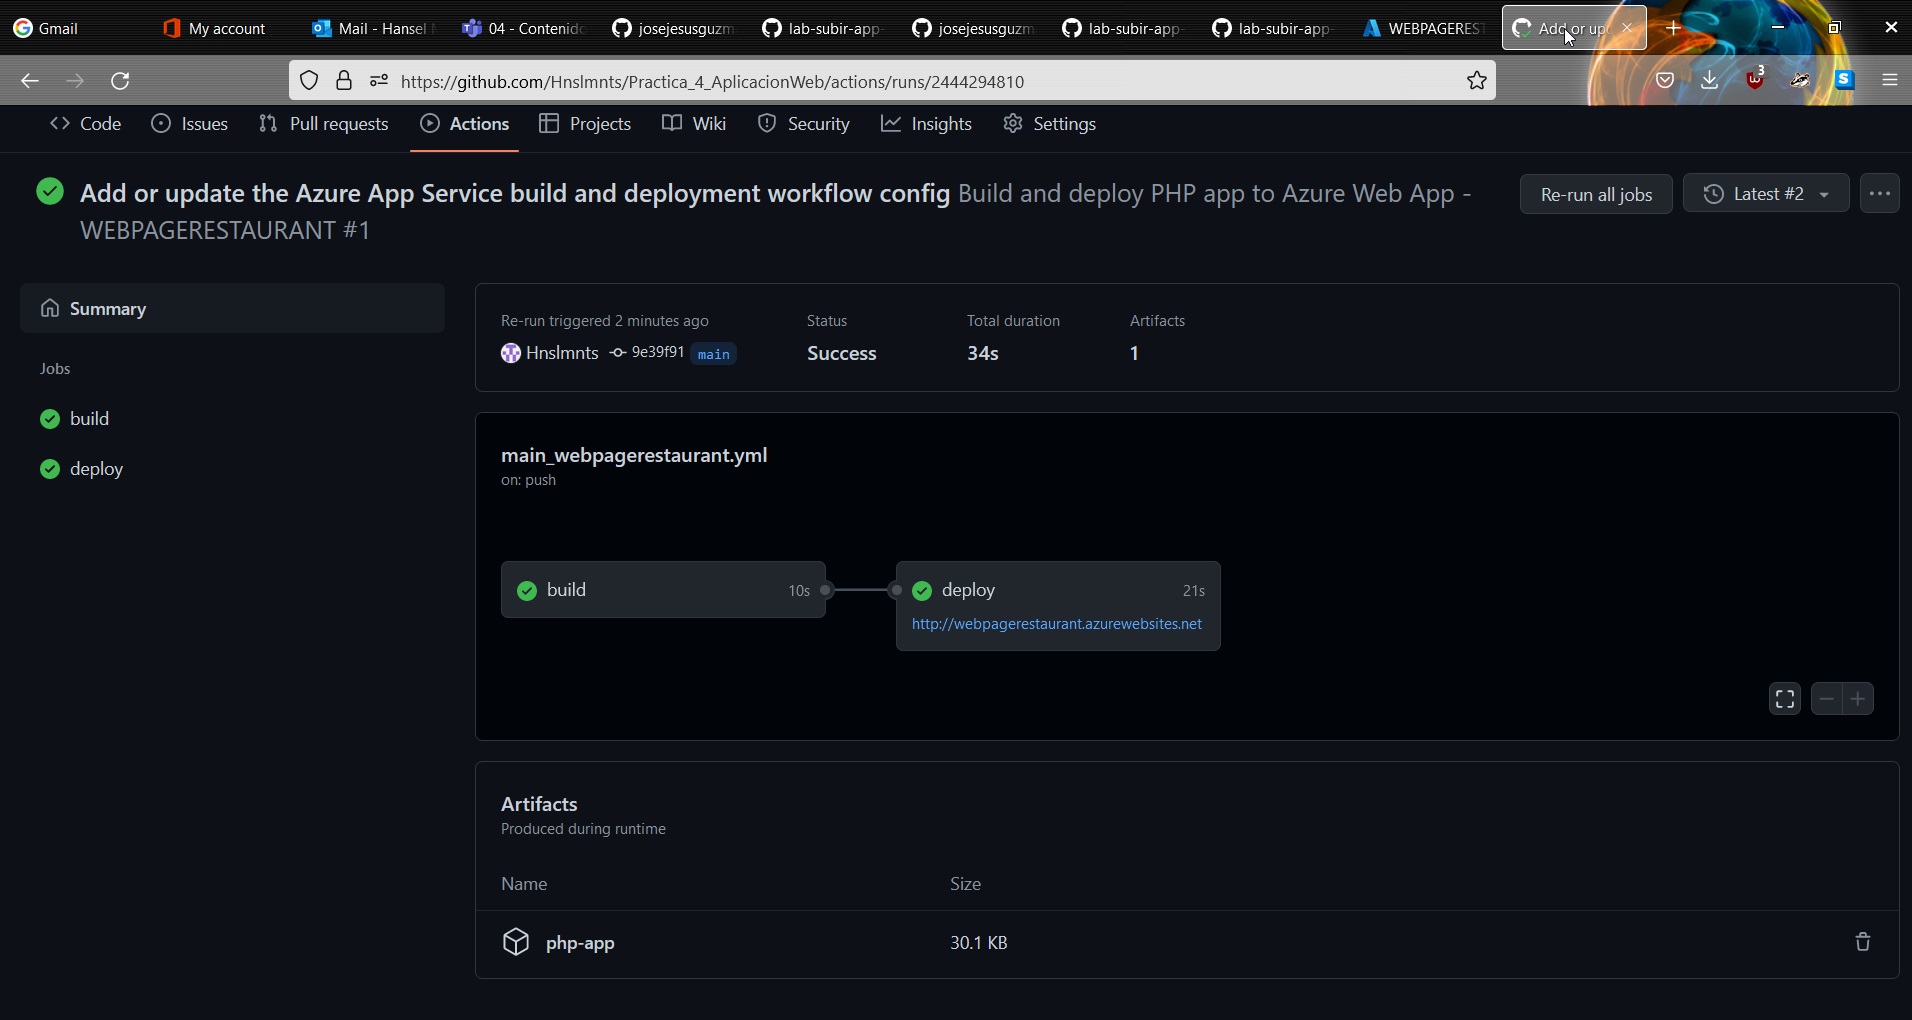 Gmail
My account
Mail - Hansel
04 - Contenido
josejesusguzm
lab-subir-app-
josejesusguzm
lab-subir-app-
lab-subir-app-
WEBPAGEREST
Add or up
https://github.com/Hnslmnts/Practica_4_AplicacionWeb/actions/runs/2444294810
3
S
Code
Issues
Pull requests
Actions
Projects
Wiki
Security
Insights
Settings
Add or update the Azure App Service build and deployment workflow config Build and deploy PHP app to Azure Web App -
WEBPAGERESTAURANT #1
Re-run all jobs
Latest #2
Summary
Jobs
build
deploy
Re-run triggered 2 minutes ago
Hnslmnts 9e39f91 main
Status
Success
Total duration
34s
Artifacts
1
main_webpagerestaurant.yml
on: push
build 10s
deploy 21s
http://webpagerestaurant.azurewebsites.net
Artifacts
Produced during runtime
Name Size
php-app 30.1 KB